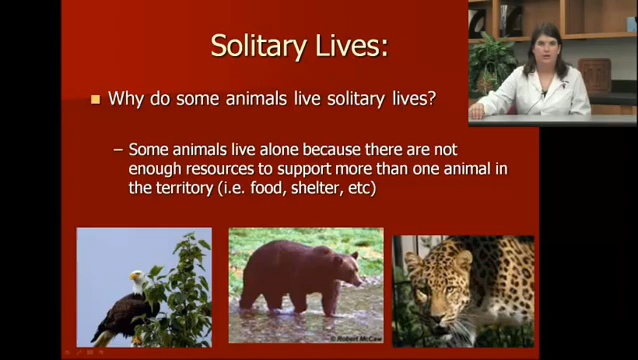 Solitary Lives:
Why do some animals live solitary lives?
– Some animals live alone because there are not
enough resources to support more than one animal in
the territory (i.e. food, shelter, etc)
© Robert McCaw